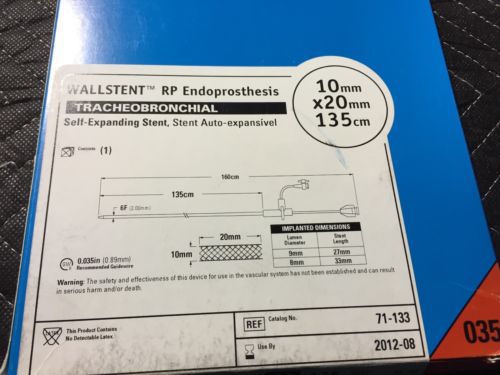 WALLSTENT™ RP Endoprosthesis
TRACHEOBRONCHIAL
Self-Expanding Stent, Stent Auto-expansivel
10mm
x20mm
135cm
Contents (1)
160cm
135cm
6F (2.00mm)
20mm
10mm
IMPLANTED DIMENSIONS
Lumen Diameter Stent Length
9mm 27mm
8mm 33mm
0.035in (0.89mm)
Recommended Guidewire
Warning: The safety and effectiveness of this device for use in the vascular system has not been established and can result
in serious harm and/or death.
LATEX
This Product Contains
No Detectable Latex.
REF Catalog No. 71-133
Use By 2012-08
035